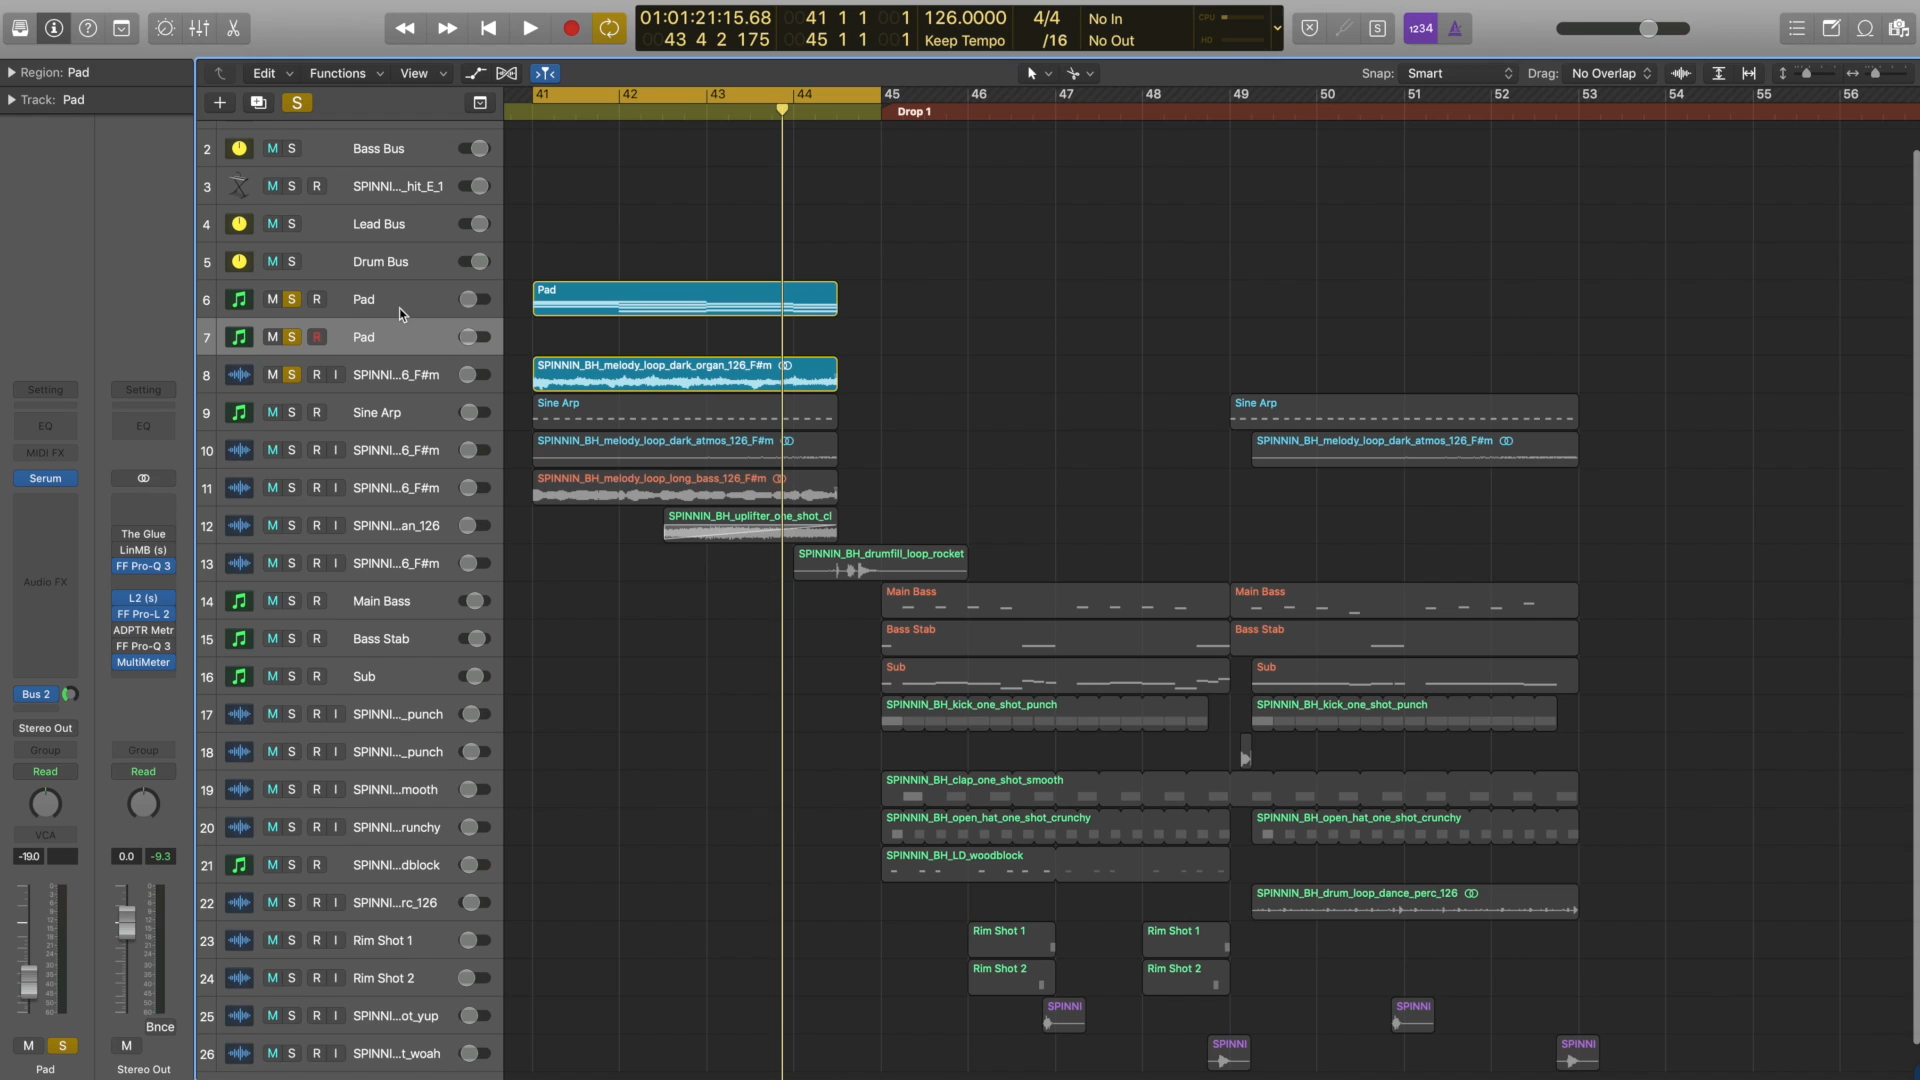 01:01:21:15.68
0043 4 2 175
0041 1 1 001
0045 1 1 001
126.0000
Keep Tempo
4/4
/16
No In
No Out
CPU
HD
S
1234
Region: Pad
Edit
Functions
View
Snap: Smart
Drag: No Overlap
Track: Pad
S
41 42 43 44 45 46 47 48 49 50 51 52 53 54 55 56
Drop 1
2 M S Bass Bus
3 M S R SPINNI..._hit_E_1
4 M S Lead Bus
5 M S Drum Bus
6 M S R Pad
Pad
7 M S R Pad
8 M S R I SPINNI...6_F#m
SPINNIN_BH_melody_loop_dark_organ_126_F#m
9 M S R Sine Arp
Sine Arp
Sine Arp
10 M S R I SPINNI...6_F#m
SPINNIN_BH_melody_loop_dark_atmos_126_F#m
SPINNIN_BH_melody_loop_dark_atmos_126_F#m
11 M S R I SPINNI...6_F#m
SPINNIN_BH_melody_loop_long_bass_126_F#m
12 M S R I SPINNI...an_126
SPINNIN_BH_uplifter_one_shot_cl
13 M S R I SPINNI...6_F#m
SPINNIN_BH_drumfill_loop_rocket
14 M S R Main Bass
Main Bass
Main Bass
15 M S R Bass Stab
Bass Stab
Bass Stab
16 M S R Sub
Sub
Sub
17 M S R I SPINNI..._punch
SPINNIN_BH_kick_one_shot_punch
SPINNIN_BH_kick_one_shot_punch
18 M S R I SPINNI..._punch
19 M S R I SPINNI...mooth
SPINNIN_BH_clap_one_shot_smooth
20 M S R I SPINNI...runchy
SPINNIN_BH_open_hat_one_shot_crunchy
SPINNIN_BH_open_hat_one_shot_crunchy
21 M S R SPINNI...dblock
SPINNIN_BH_LD_woodblock
22 M S R I SPINNI...rc_126
SPINNIN_BH_drum_loop_dance_perc_126
23 M S R I Rim Shot 1
Rim Shot 1
Rim Shot 1
24 M S R I Rim Shot 2
Rim Shot 2
Rim Shot 2
25 M S R I SPINNI...ot_yup
SPINNI
SPINNI
26 M S R I SPINNI...t_woah
SPINNI
SPINNI
Setting
EQ
MIDI FX
Serum
Audio FX
Bus 2
Stereo Out
Group
Read
VCA
-19.0
M S
Pad
Setting
EQ
The Glue
LinMB (s)
FF Pro-Q 3
L2 (s)
FF Pro-L 2
ADPTR Metr
FF Pro-Q 3
MultiMeter
Group
Read
0.0 -9.3
Bnce
M
Stereo Out